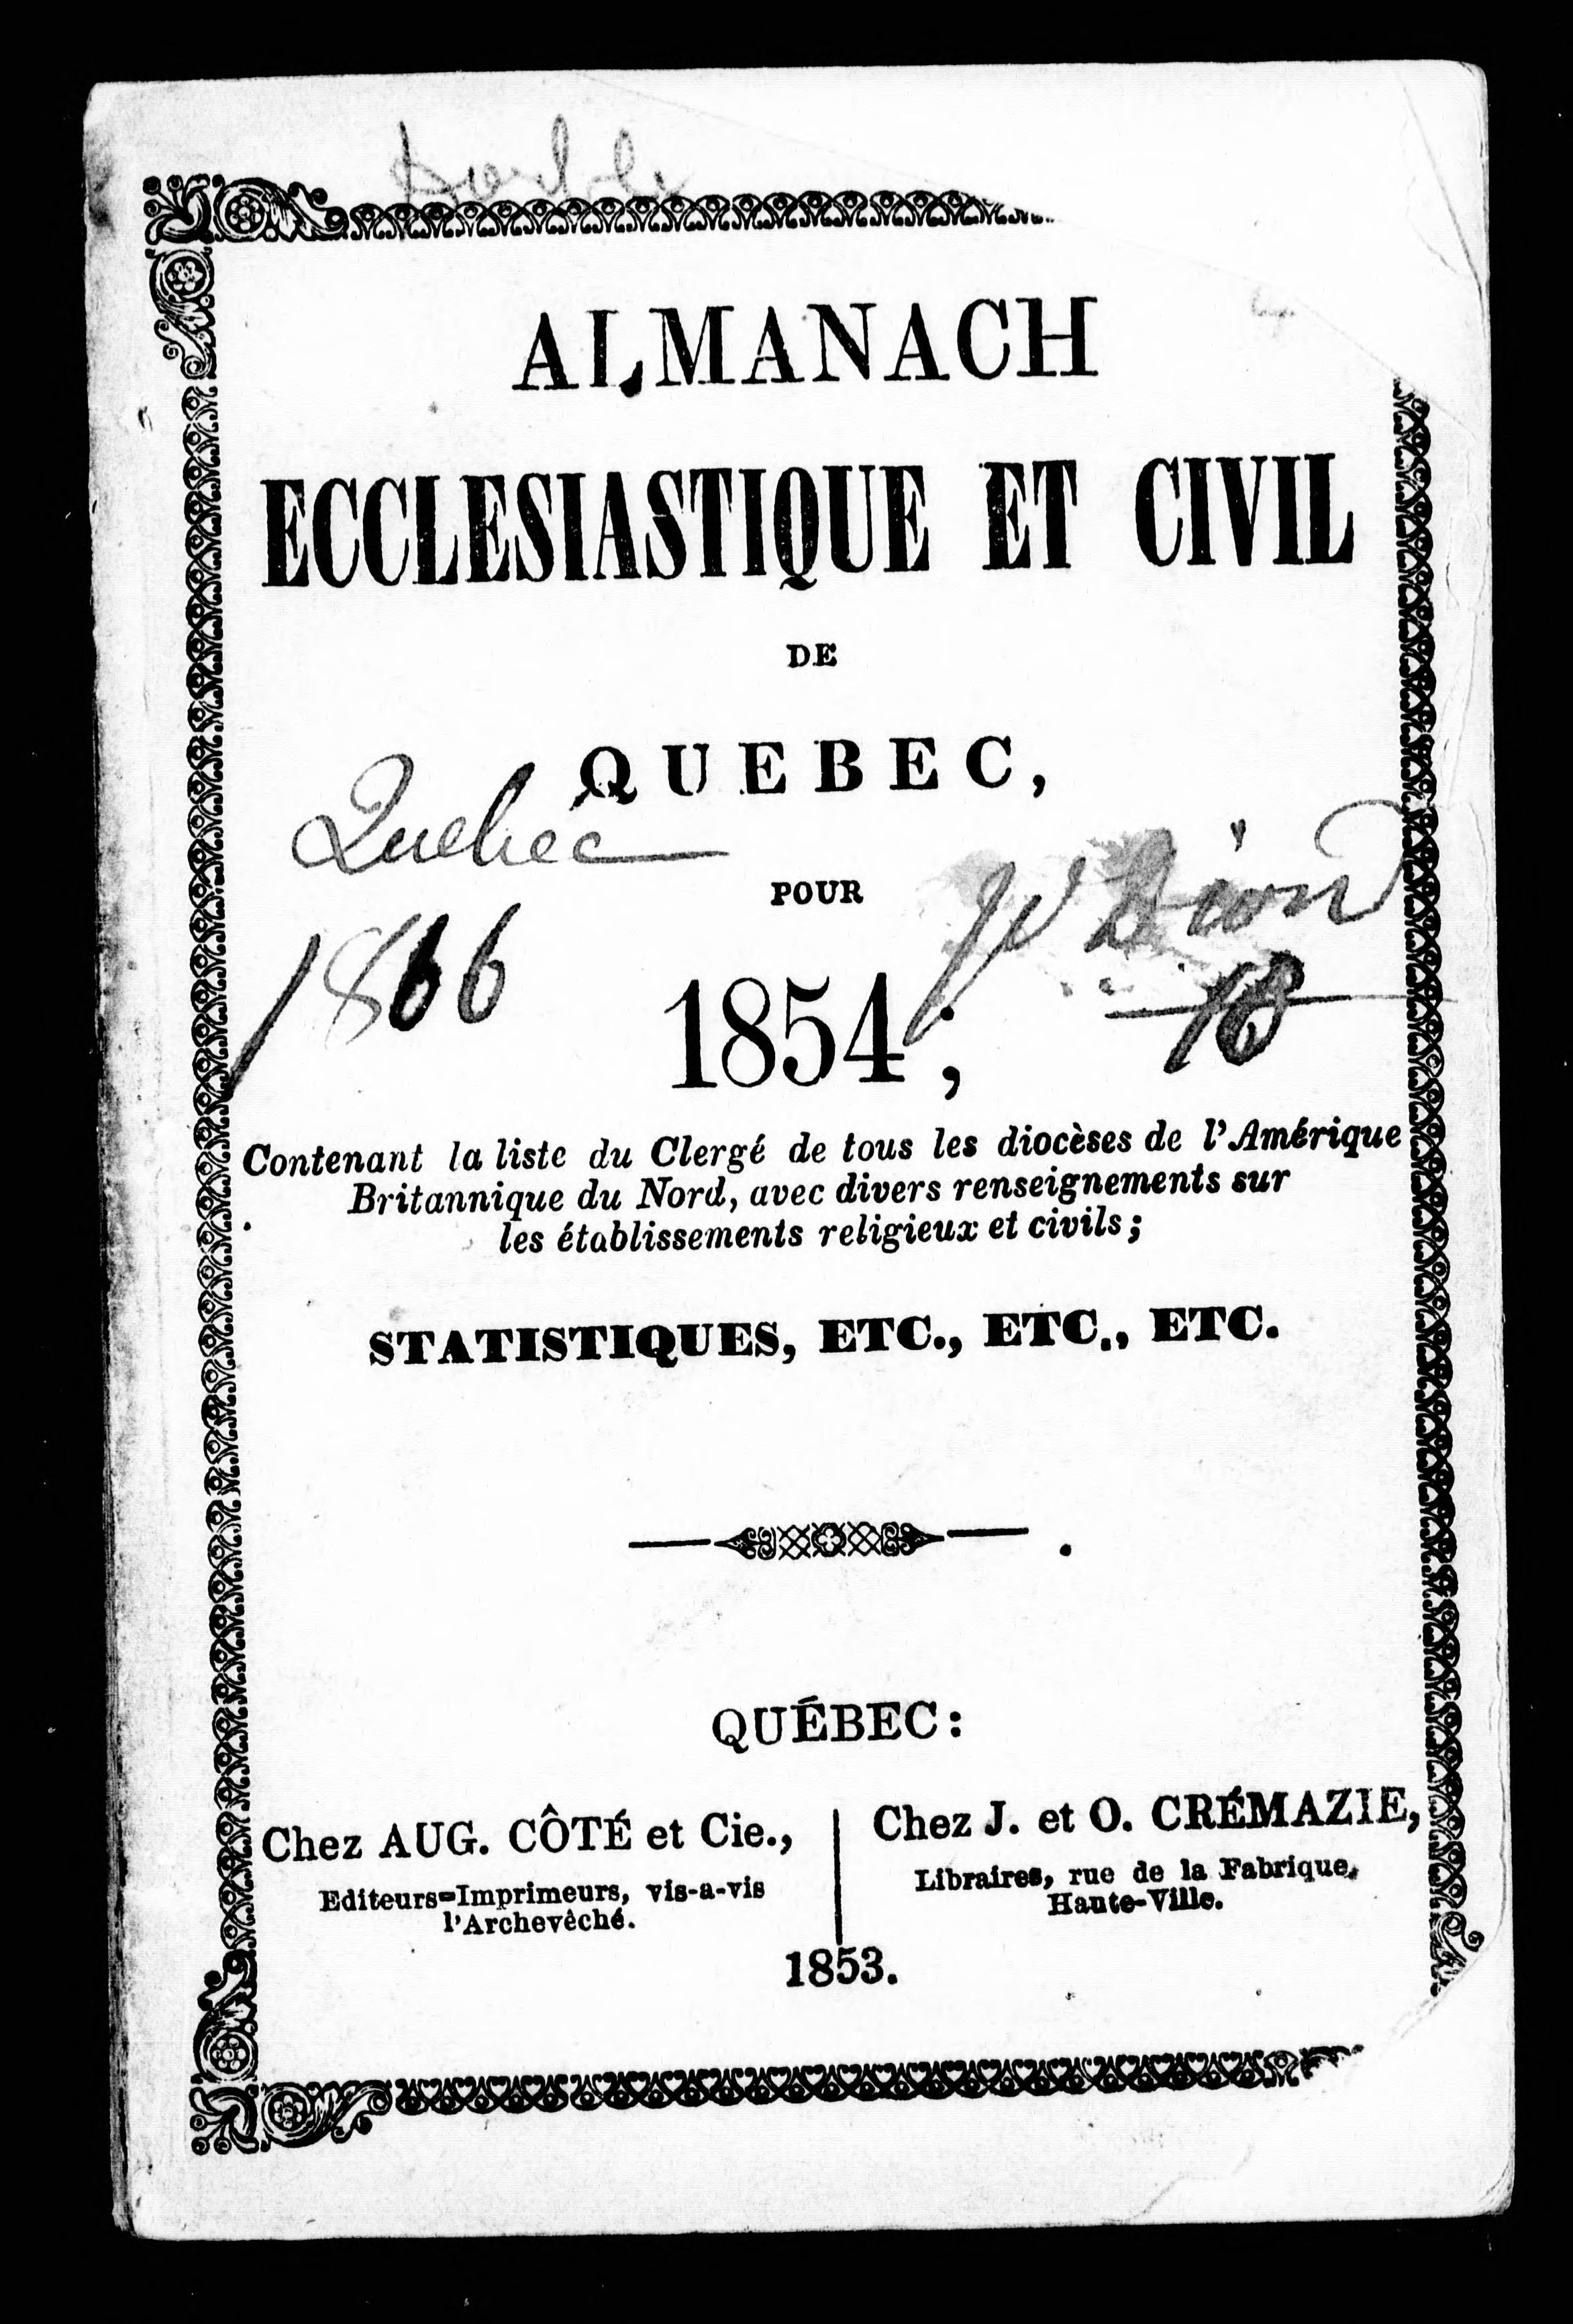 double
ALMANACH
ECCLESIASTIQUE ET CIVIL
DE
QUEBEC,
Quebec
POUR
Dion
1866
1854;
18
Contenant la liste du Clergé de tous les diocèses de l'Amérique
Britannique du Nord, avec divers renseignements sur
les établissements religieux et civils;
STATISTIQUES, ETC., ETC., ETC.
QUÉBEC:
Chez AUG. CÔTÉ et Cie.,
Editeurs-Imprimeurs, vis-a-vis
l'Archevêché.
Chez J. et O. CRÉMAZIE,
Libraires, rue de la Fabrique,
Haute-Ville.
1853.